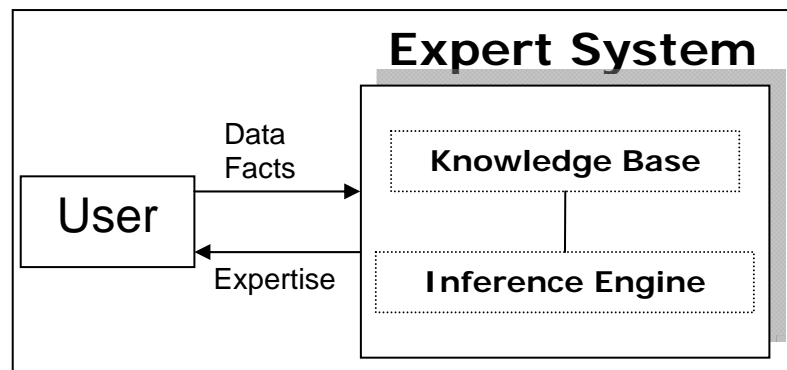 Expert System
Data
Facts
Knowledge Base
User
Expertise
Inference Engine